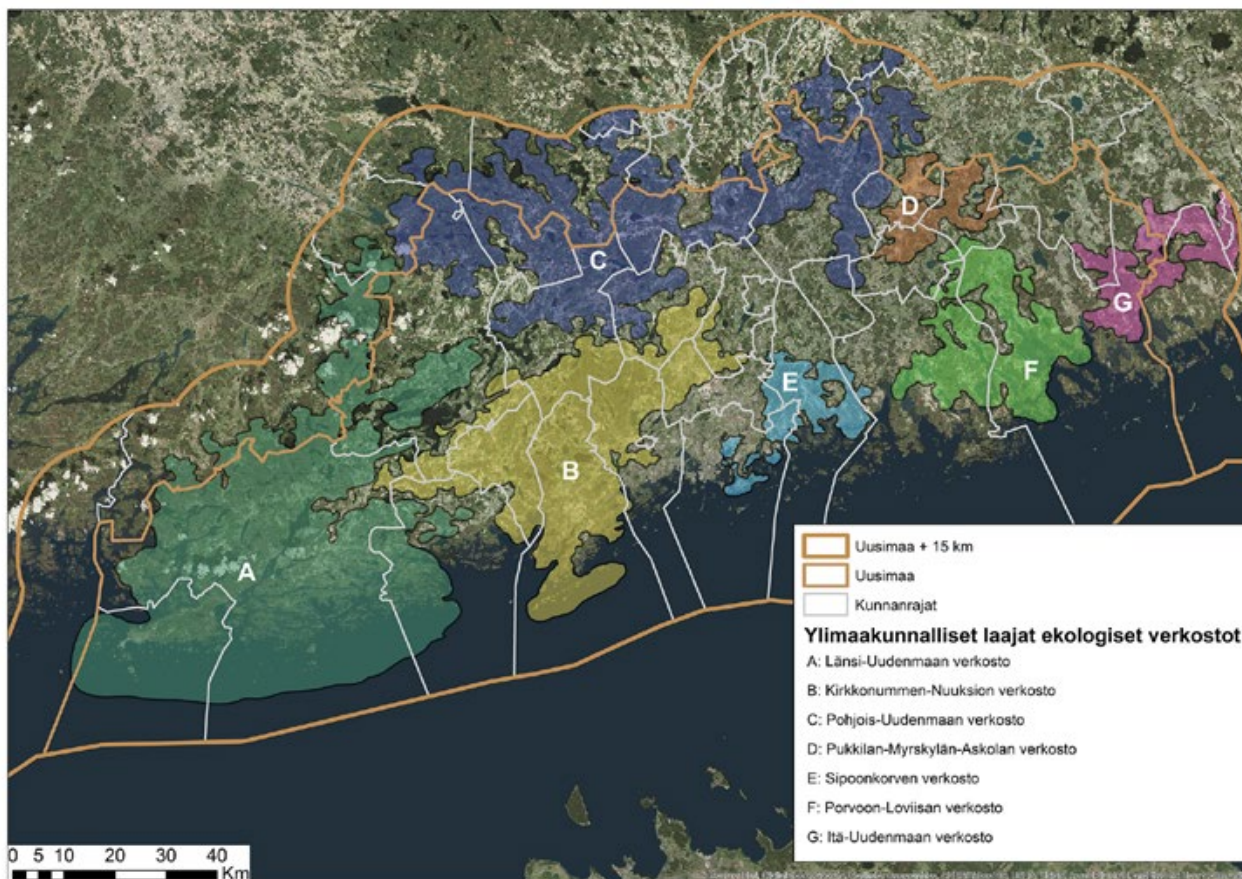 C
D
G
F
E
B
A
Uusimaa + 15 km
Uusimaa
Kunnanrajat
Ylimaakunnalliset laajat ekologiset verkostot
A: Länsi-Uudenmaan verkosto
B: Kirkkonummen-Nuuksion verkosto
C: Pohjois-Uudenmaan verkosto
D: Pukkilan-Myrskylän-Askolan verkosto
E: Sipoonkorven verkosto
F: Porvoon-Loviisan verkosto
G: Itä-Uudenmaan verkosto
0 5 10 20 30 40
Km